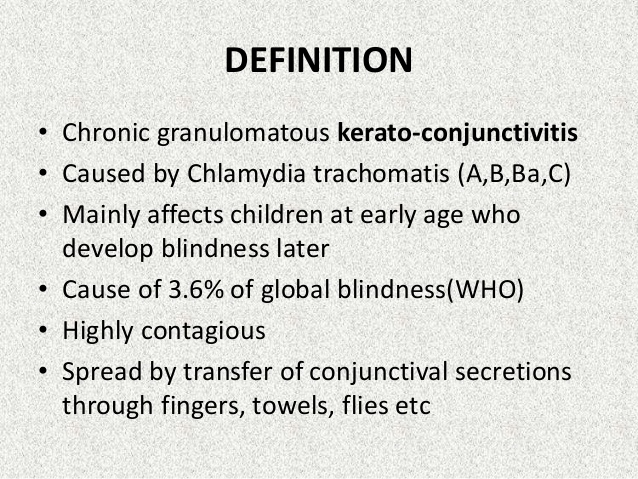 DEFINITION
• Chronic granulomatous kerato-conjunctivitis
• Caused by Chlamydia trachomatis (A,B,Ba,C)
• Mainly affects children at early age who
develop blindness later
• Cause of 3.6% of global blindness(WHO)
• Highly contagious
• Spread by transfer of conjunctival secretions
through fingers, towels, flies etc